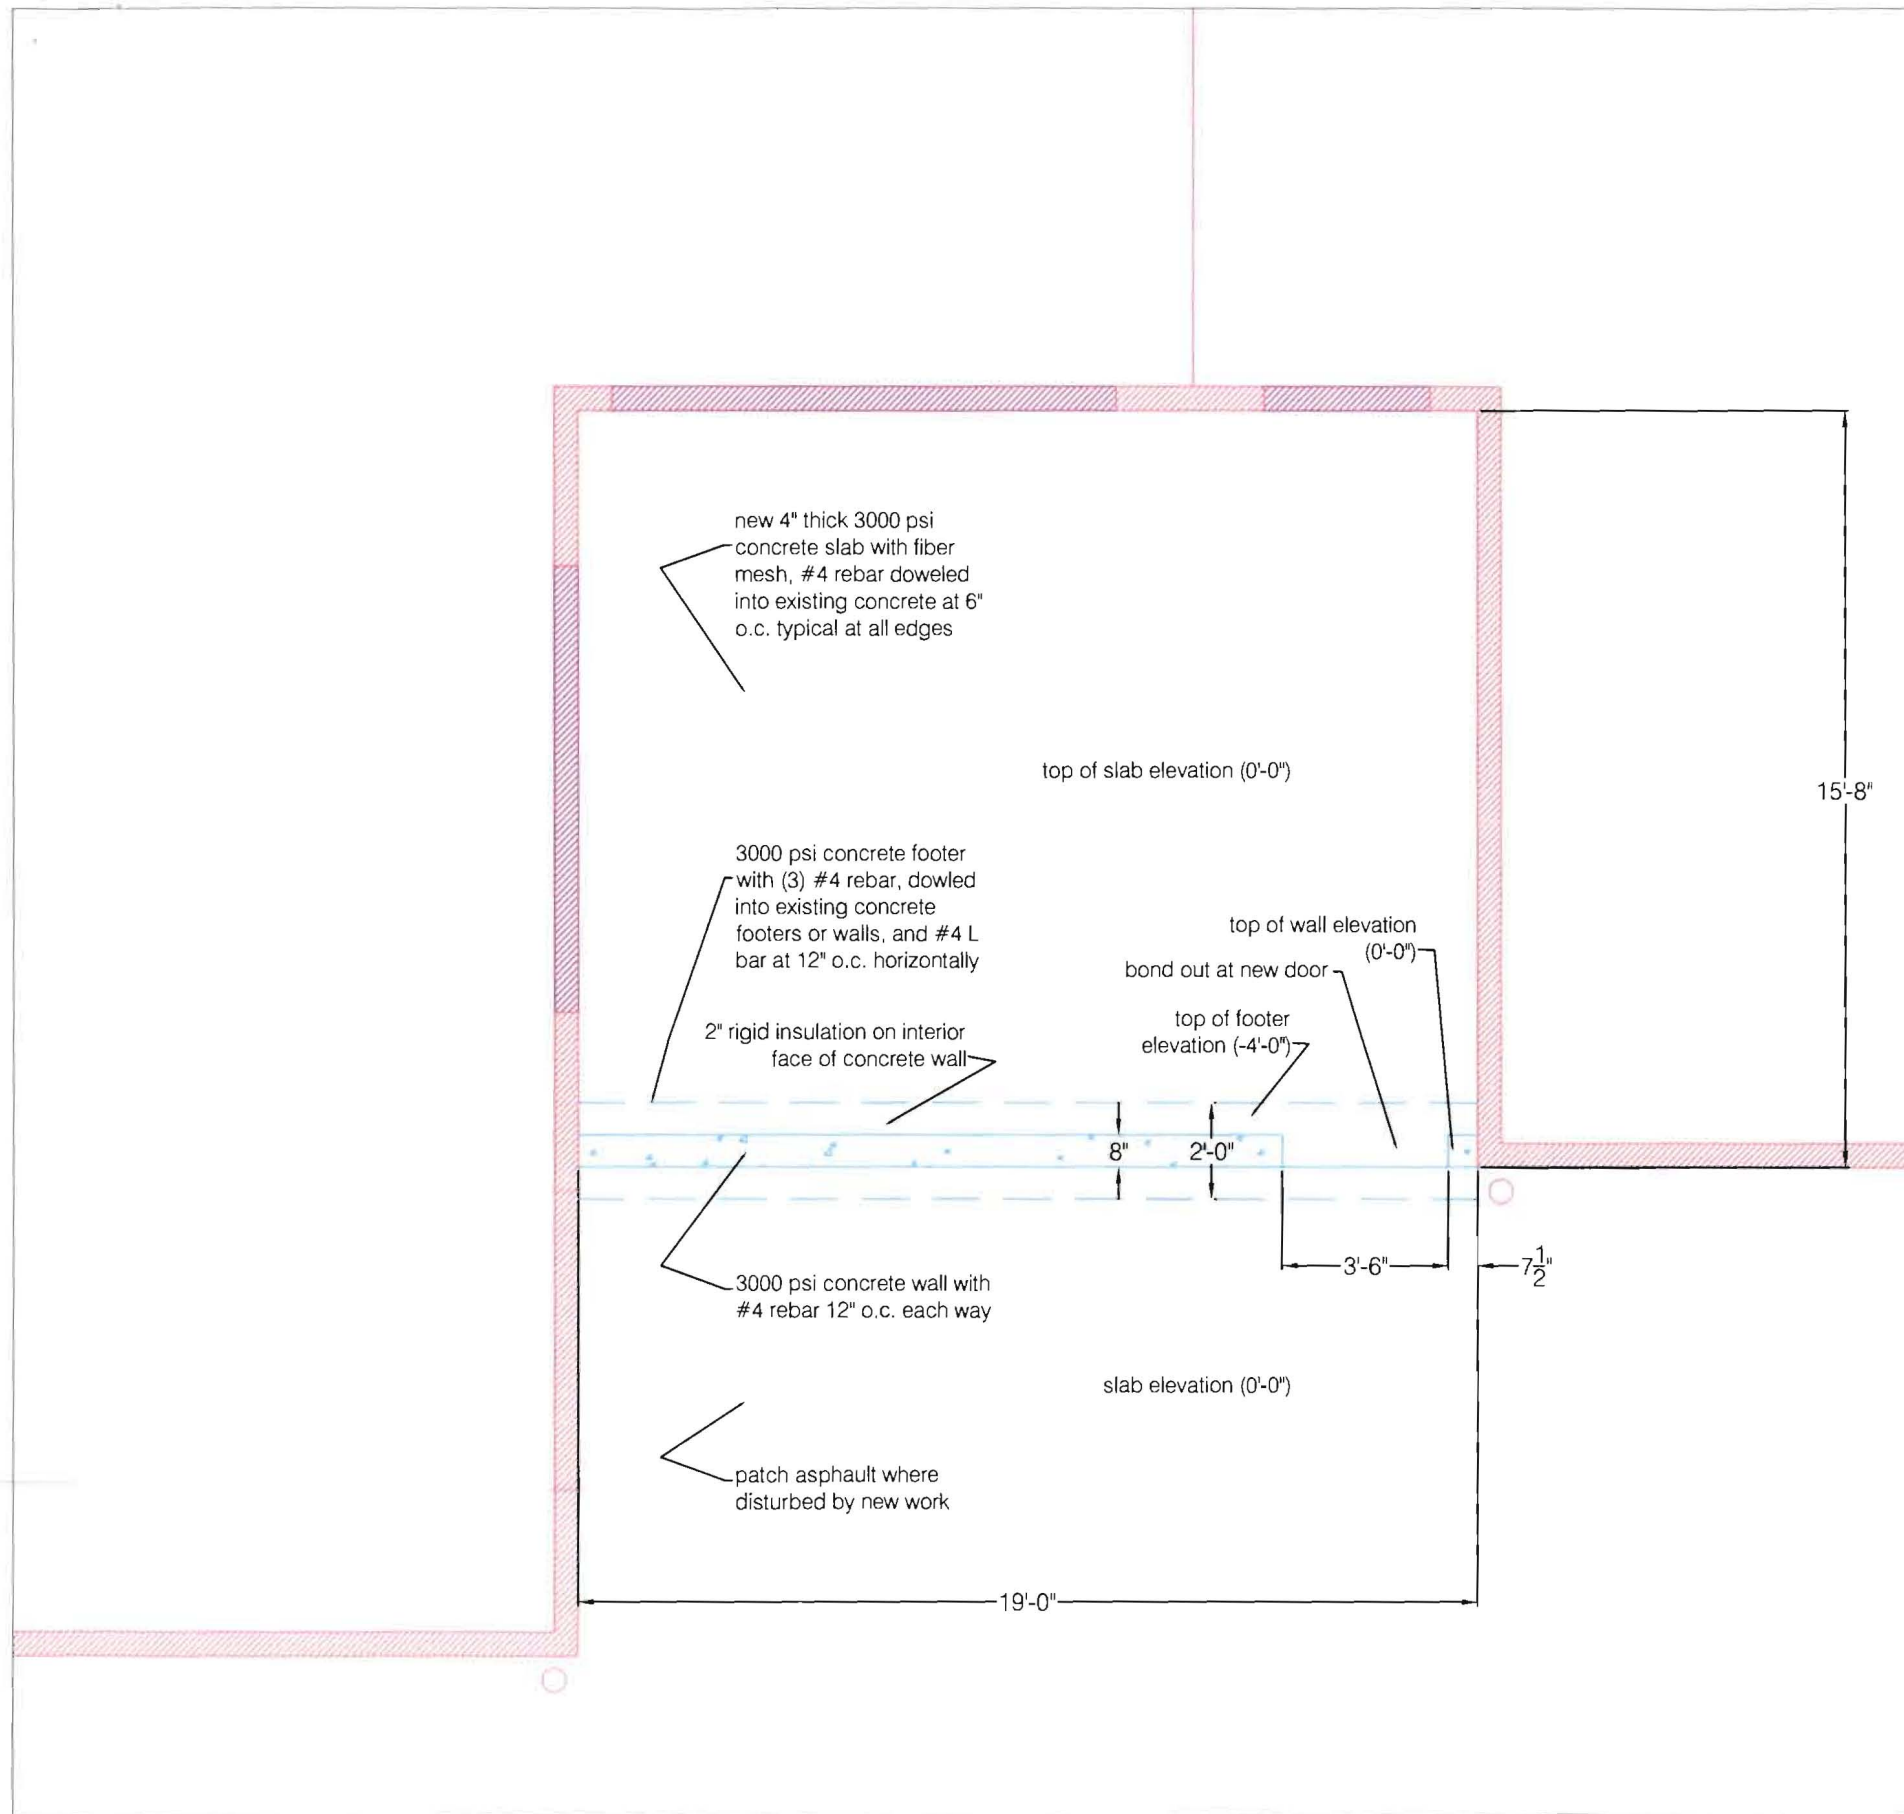 new 4" thick 3000 psi
concrete slab with fiber
mesh, #4 rebar doweled
into existing concrete at 6"
o.c. typical at all edges
top of slab elevation (0'-0")
15'-8"
3000 psi concrete footer
with (3) #4 rebar, dowled
into existing concrete
footers or walls, and #4 L
bar at 12" o.c. horizontally
top of wall elevation
(0'-0")
bond out at new door
top of footer
elevation (-4'-0")
2" rigid insulation on interior
face of concrete wall
8"
2'-0"
3'-6"
7 1/2"
3000 psi concrete wall with
#4 rebar 12" o.c. each way
slab elevation (0'-0")
patch asphault where
disturbed by new work
19'-0"